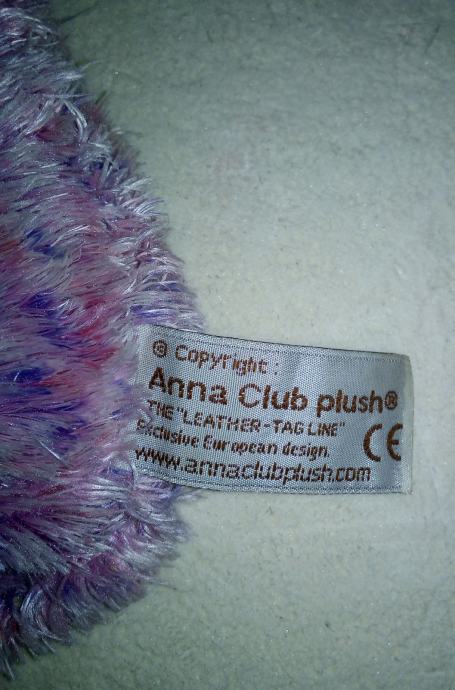 © Copyright :
Anna Club plush®
THE "LEATHER-TAG LINE"
Exclusive European design.
CE
www.annaclubplush.com